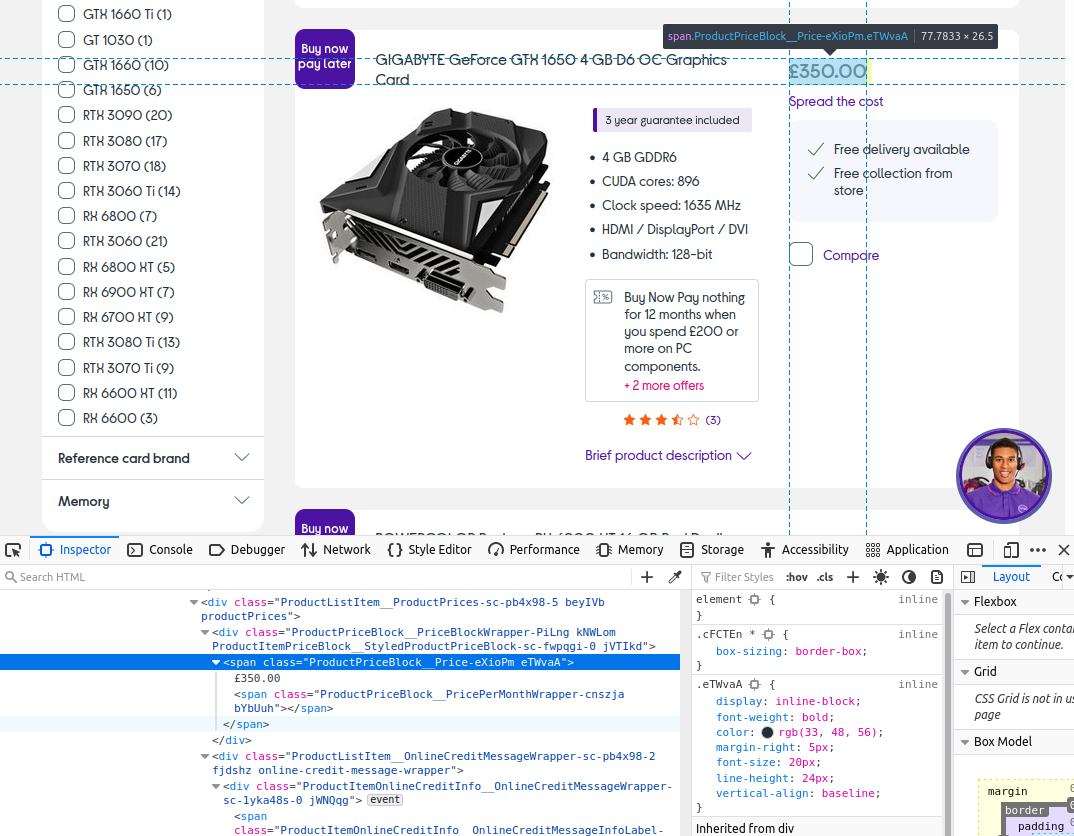 GTX 1660 Ti (1)
GT 1030 (1)
GTX 1660 (10)
GTX 1650 (6)
RTX 3090 (20)
RTX 3080 (17)
RTX 3070 (18)
RTX 3060 Ti (14)
RX 6800 (7)
RTX 3060 (21)
RX 6800 XT (5)
RX 6900 XT (7)
RX 6700 XT (9)
RTX 3080 Ti (13)
RTX 3070 Ti (9)
RX 6600 XT (11)
RX 6600 (3)
Reference card brand
Memory
Buy now
pay later
GIGABYTE GeForce GTX 1650 4 GB D6 OC Graphics
Card
GIGABYTE
3 year guarantee included
4 GB GDDR6
CUDA cores: 896
Clock speed: 1635 MHz
HDMI / DisplayPort / DVI
Bandwidth: 128-bit
Buy Now Pay nothing
for 12 months when
you spend £200 or
more on PC
components.
+ 2 more offers
(3)
Brief product description
span.ProductPriceBlock__Price-eXioPm.eTWvaA | 77.7833 × 26.5
£350.00
Spread the cost
Free delivery available
Free collection from
store
Compare
Buy now
Inspector Console Debugger Network Style Editor Performance Memory Storage Accessibility Application
Search HTML
<div class="ProductListItem__ProductPrices-sc-pb4x98-5 beyIVb
productPrices">
<div class="ProductPriceBlock__PriceBlockWrapper-PiLng kNWLom
ProductItemPriceBlock__StyledProductPriceBlock-sc-fwpqgi-0 jVTIkd">
<span class="ProductPriceBlock__Price-eXioPm eTWvaA">
£350.00
<span class="ProductPriceBlock__PricePerMonthWrapper-cnszja
bYbUuh"></span>
</span>
</div>
<div class="ProductListItem__OnlineCreditMessageWrapper-sc-pb4x98-2
fjdshz online-credit-message-wrapper">
<div class="ProductItemOnlineCreditInfo__OnlineCreditMessageWrapper-
sc-1yka48s-0 jWNQqg"> event
<span
class="ProductItemOnlineCreditInfo__OnlineCreditMessageInfoLabel-
Filter Styles :hov .cls
element { inline
}
.cFCTEn * { inline
box-sizing: border-box;
}
.eTWvaA { inline
display: inline-block;
font-weight: bold;
color: rgb(33, 48, 56);
margin-right: 5px;
font-size: 20px;
line-height: 24px;
vertical-align: baseline;
}
Inherited from div
Layout
Flexbox
Select a Flex
item to continue.
Grid
CSS Grid is not in
page
Box Model
margin
border
padding